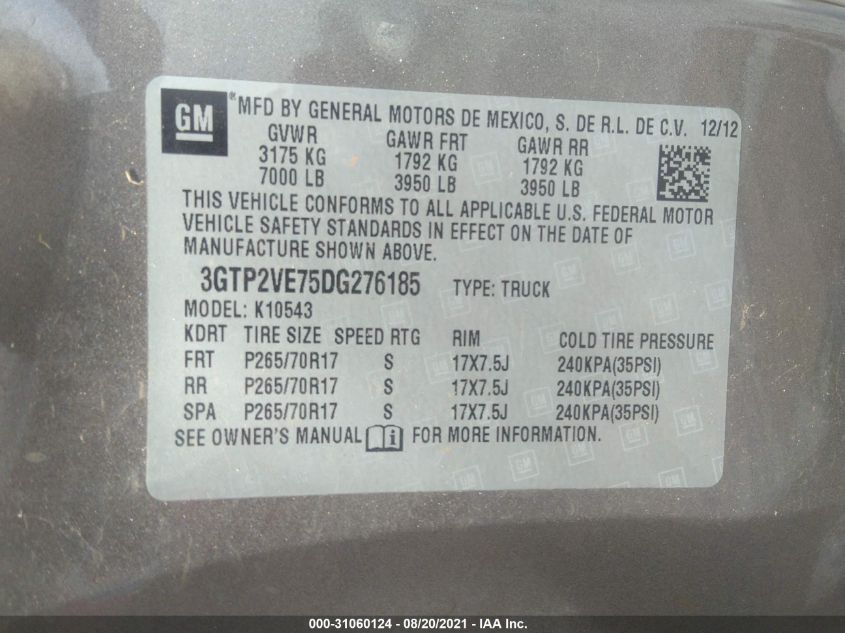 GM ® MFD BY GENERAL MOTORS DE MEXICO, S. DE R.L. DE C.V. 12/12
GVWR GAWR FRT GAWR RR
3175 KG 1792 KG 1792 KG
7000 LB 3950 LB 3950 LB
THIS VEHICLE CONFORMS TO ALL APPLICABLE U.S. FEDERAL MOTOR
VEHICLE SAFETY STANDARDS IN EFFECT ON THE DATE OF
MANUFACTURE SHOWN ABOVE.
3GTP2VE75DG276185 TYPE: TRUCK
MODEL: K10543
KDRT TIRE SIZE SPEED RTG RIM COLD TIRE PRESSURE
FRT P265/70R17 S 17X7.5J 240KPA(35PSI)
RR P265/70R17 S 17X7.5J 240KPA(35PSI)
SPA P265/70R17 S 17X7.5J 240KPA(35PSI)
SEE OWNER'S MANUAL i FOR MORE INFORMATION.
000-31060124 - 08/20/2021 - IAA Inc.